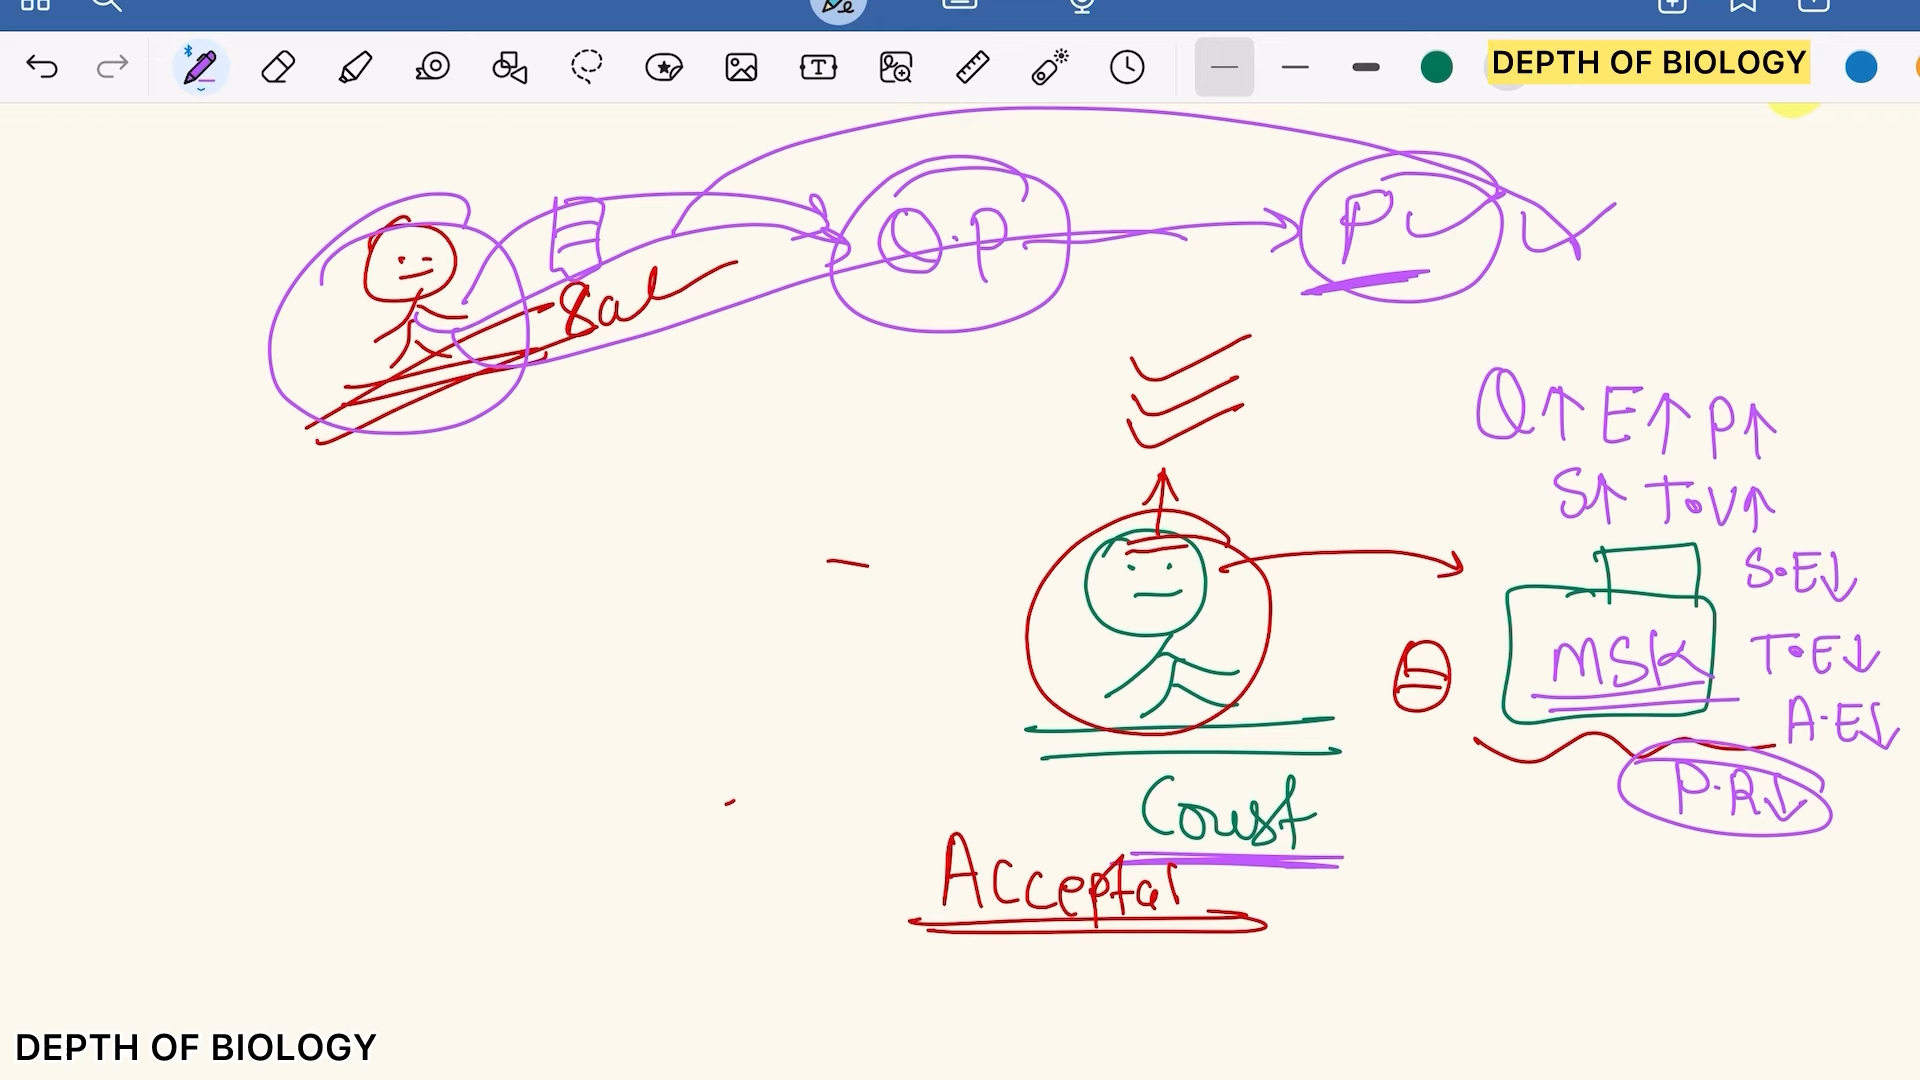 DEPTH OF BIOLOGY
Q.P
P
Sal
Q↑ E↑ P↑
S↑ T.V↑
S.E↓
MSK
T.E↓
A.E↓
P.R↓
Coust
Acceptal
DEPTH OF BIOLOGY